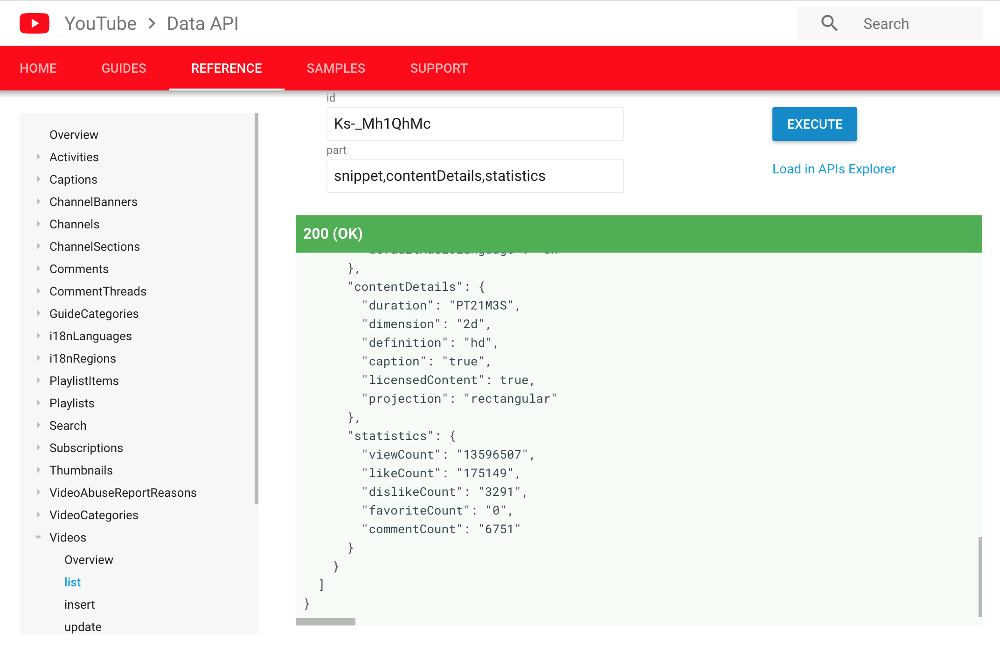 YouTube > Data API
Search
HOME GUIDES REFERENCE SAMPLES SUPPORT
Overview
Activities
Captions
ChannelBanners
Channels
ChannelSections
Comments
CommentThreads
GuideCategories
i18nLanguages
i18nRegions
PlaylistItems
Playlists
Search
Subscriptions
Thumbnails
VideoAbuseReportReasons
VideoCategories
Videos
Overview
list
insert
update
id
Ks-_Mh1QhMc
part
snippet,contentDetails,statistics
EXECUTE
Load in APIs Explorer
200 (OK)
},
"contentDetails": {
"duration": "PT21M3S",
"dimension": "2d",
"definition": "hd",
"caption": "true",
"licensedContent": true,
"projection": "rectangular"
},
"statistics": {
"viewCount": "13596507",
"likeCount": "175149",
"dislikeCount": "3291",
"favoriteCount": "0",
"commentCount": "6751"
}
}
]
}